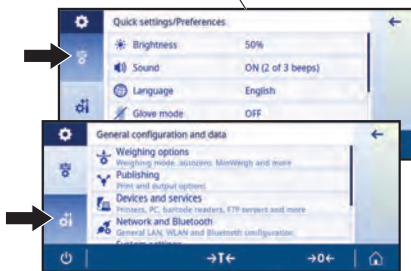 Quick settings/Preferences
Brightness 50%
Sound ON (2 of 3 beeps)
Language English
Glove mode OFF
General configuration and data
Weighing options
Weighing mode, autozero, MinWeigh and more
Publishing
Print and output options
Devices and services
Printers, PC, barcode readers, FTP servers and more
Network and Bluetooth
General LAN, WLAN and Bluetooth configuration
→T←
→0←